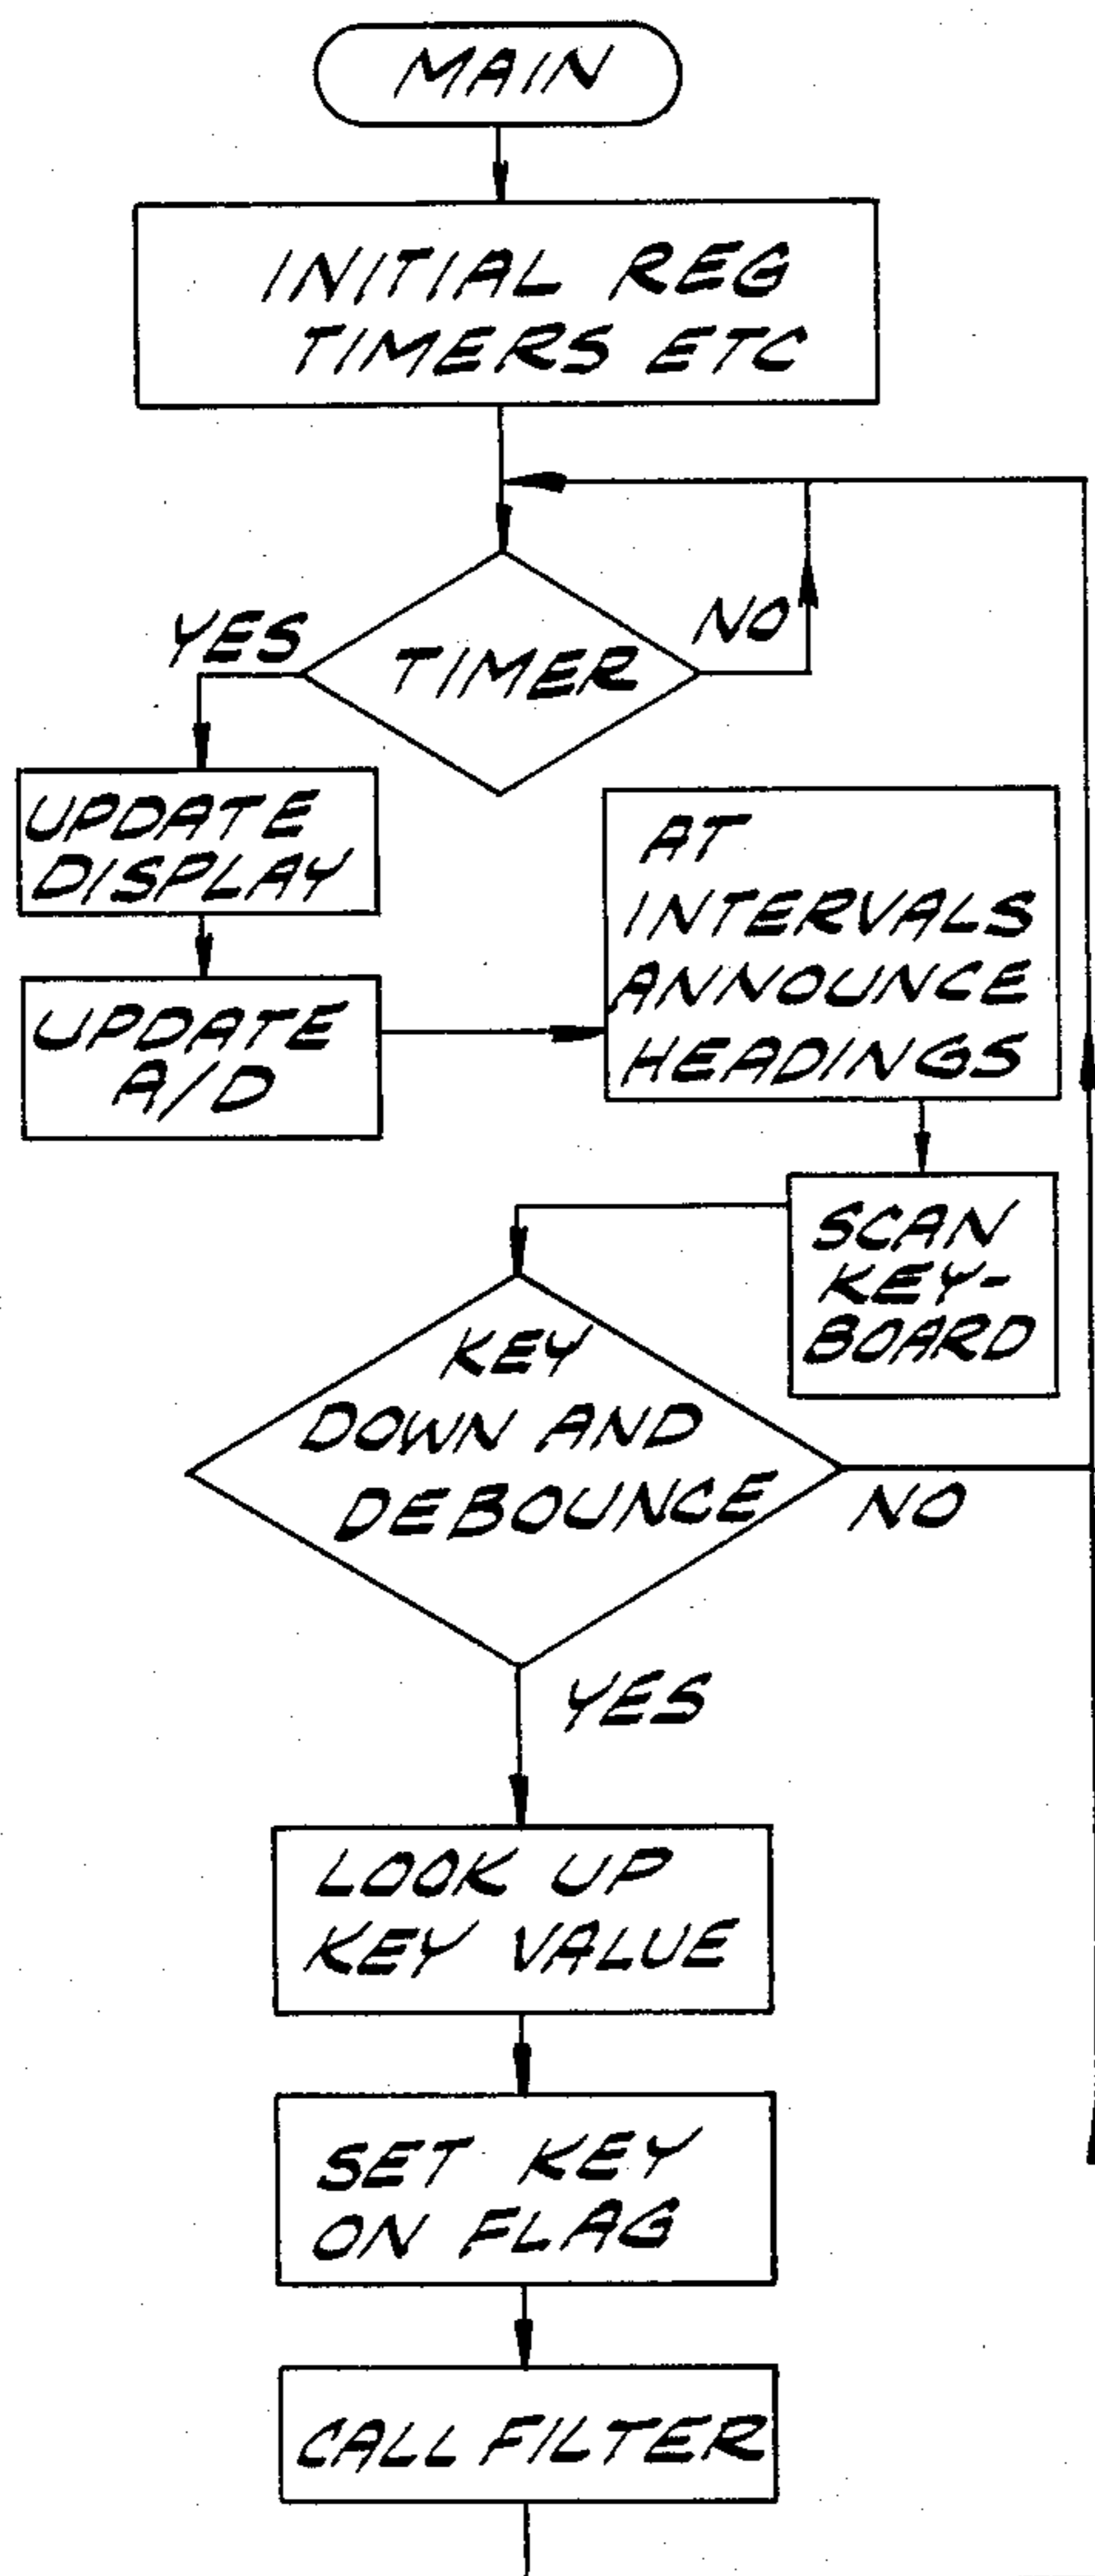 MAIN
INITIAL REG
TIMERS ETC
YES
NO
TIMER
UPDATE
DISPLAY
UPDATE
A/D
AT
INTERVALS
ANNOUNCE
HEADINGS
SCAN
KEY-
BOARD
KEY
DOWN AND
DEBOUNCE
NO
YES
LOOK UP
KEY VALUE
SET KEY
ON FLAG
CALL FILTER